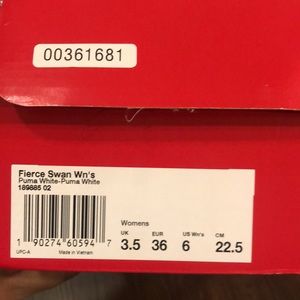 00361681
Fierce Swan Wn's
Puma White-Puma White
189885 02
Womens
UK EUR US Wn's CM
3.5 36 6 22.5
1 90274 60594 7
UPC-A Made in Vietnam